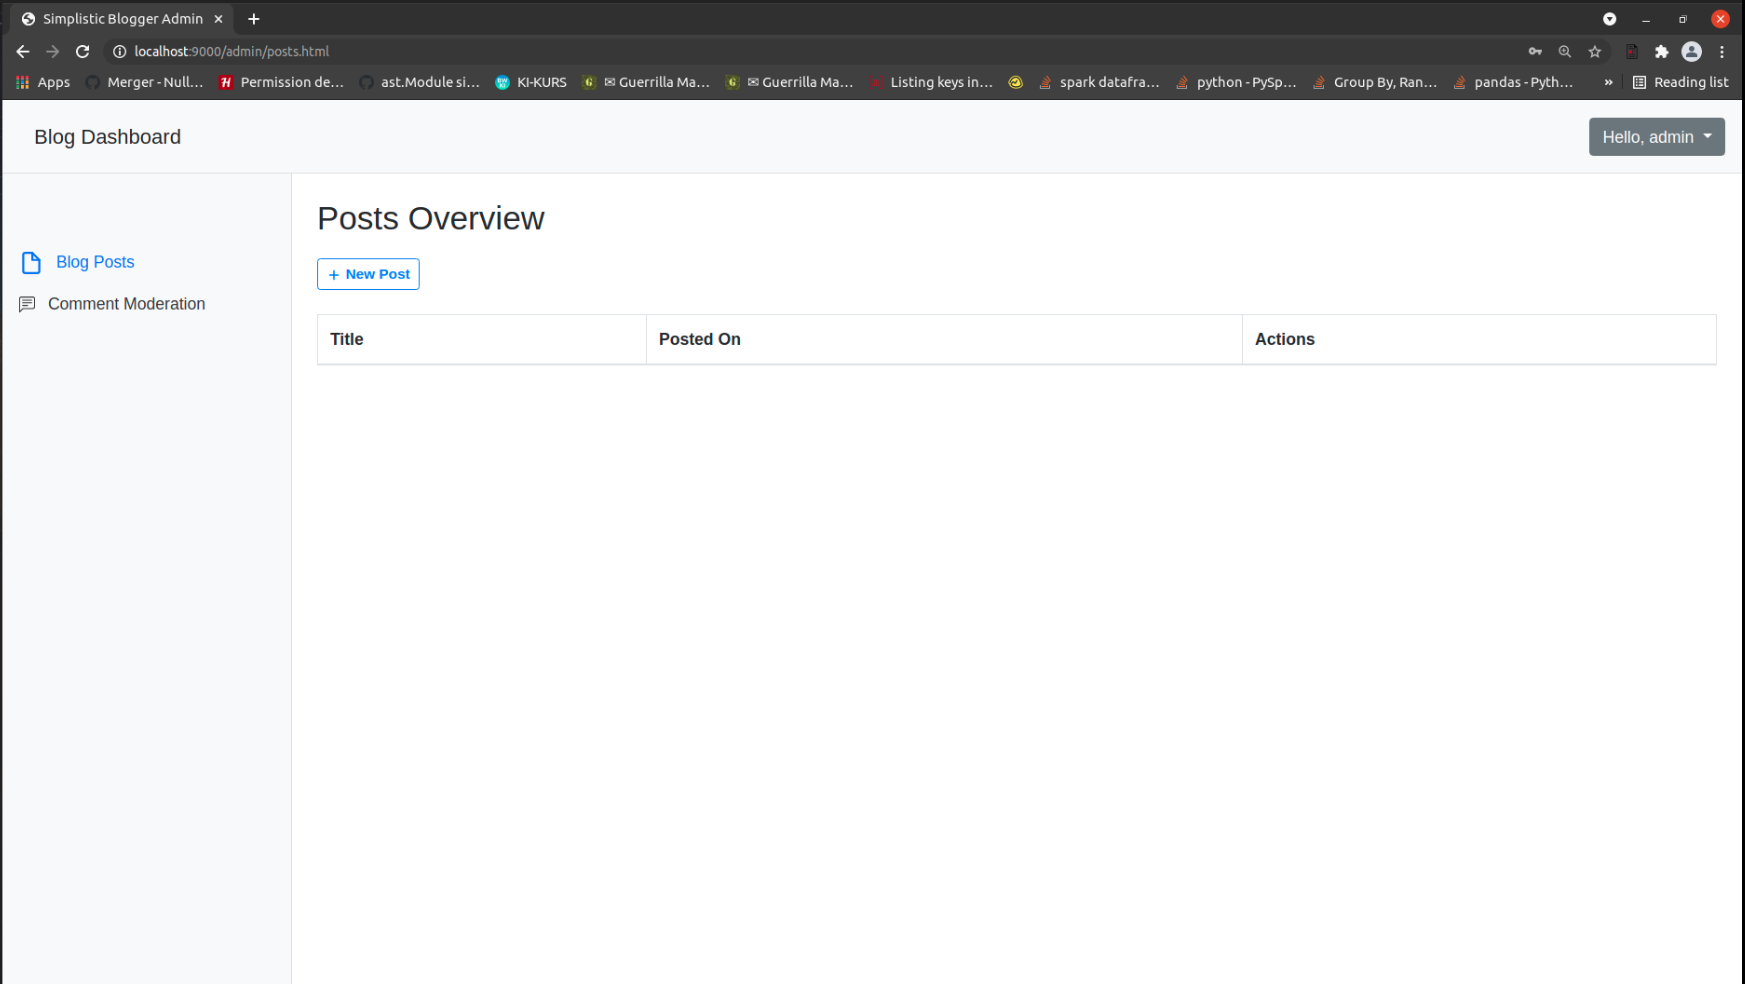 Simplistic Blogger Admin
localhost:9000/admin/posts.html
Apps Merger - Null... Permission de... ast.Module si... KI-KURS ✉ Guerrilla Ma... ✉ Guerrilla Ma... Listing keys in... spark datafra... python - PySp... Group By, Ran... pandas - Pyth... » Reading list
Blog Dashboard
Hello, admin
Blog Posts
Comment Moderation
Posts Overview
+ New Post
Title Posted On Actions